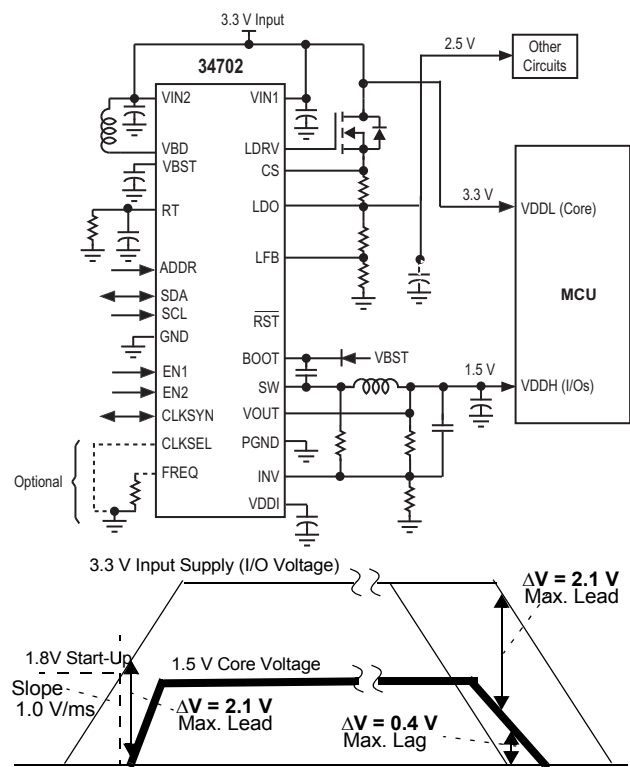 3.3 V Input
34702
2.5 V
Other
Circuits
VIN2
VIN1
VBD
LDRV
VBST
CS
RT
LDO
3.3 V
VDDL (Core)
LFB
MCU
ADDR
SDA
SCL
RST
GND
BOOT
VBST
EN1
SW
1.5 V
VDDH (I/Os)
EN2
VOUT
CLKSYN
CLKSEL
PGND
Optional
FREQ
INV
VDDI
3.3 V Input Supply (I/O Voltage)
ΔV = 2.1 V
Max. Lead
1.8V Start-Up
1.5 V Core Voltage
Slope
1.0 V/ms
ΔV = 2.1 V
Max. Lead
ΔV = 0.4 V
Max. Lag